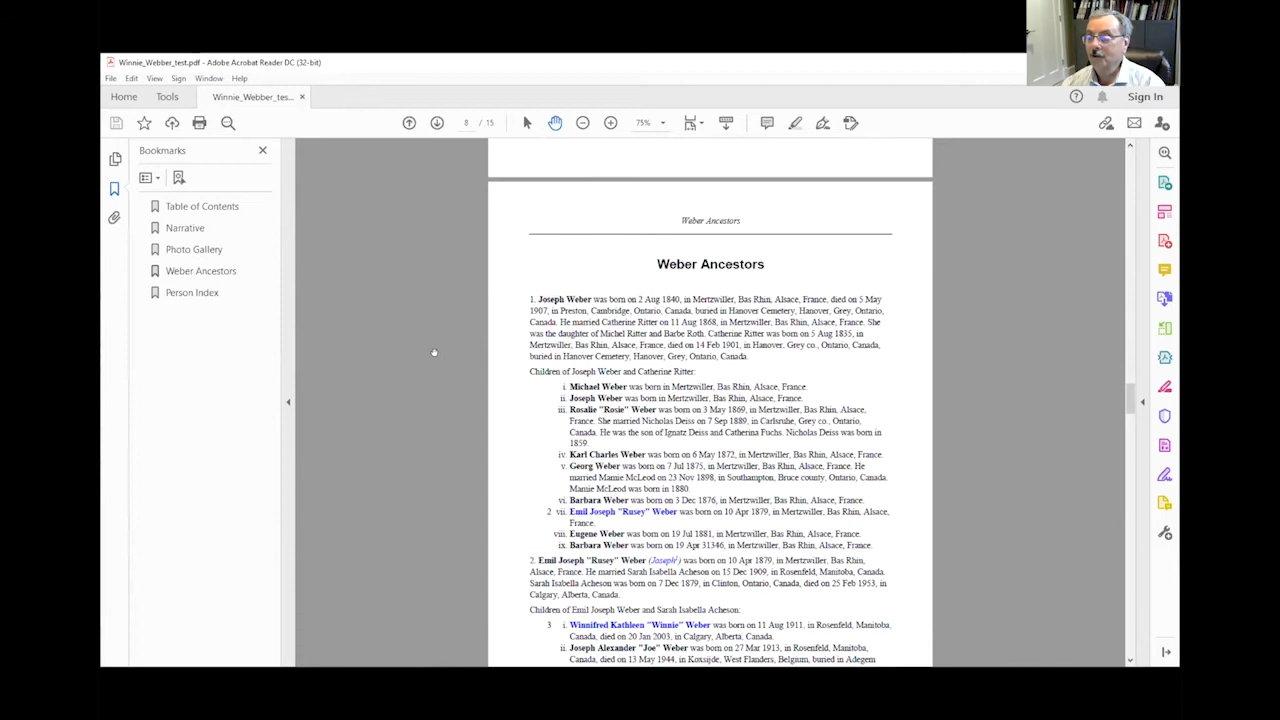 Winnie_Webber_test.pdf - Adobe Acrobat Reader DC (32-bit)
File Edit View Sign Window Help
Home Tools Winnie_Webber_tes... × Sign In
8 / 15 75%
Bookmarks
Table of Contents
Narrative
Photo Gallery
Weber Ancestors
Person Index
Weber Ancestors
Weber Ancestors
1. Joseph Weber was born on 2 Aug 1840, in Mertzwiller, Bas Rhin, Alsace, France, died on 5 May
1907, in Preston, Cambridge, Ontario, Canada, buried in Hanover Cemetery, Hanover, Grey, Ontario,
Canada. He married Catherine Ritter on 11 Aug 1868, in Mertzwiller, Bas Rhin, Alsace, France. She
was the daughter of Michel Ritter and Barbe Roth. Catherine Ritter was born on 5 Aug 1835, in
Mertzwiller, Bas Rhin, Alsace, France, died on 14 Feb 1901, in Hanover, Grey co., Ontario, Canada,
buried in Hanover Cemetery, Hanover, Grey, Ontario, Canada.
Children of Joseph Weber and Catherine Ritter:
i. Michael Weber was born in Mertzwiller, Bas Rhin, Alsace, France.
ii. Joseph Weber was born in Mertzwiller, Bas Rhin, Alsace, France.
iii. Rosalie "Rosie" Weber was born on 3 May 1869, in Mertzwiller, Bas Rhin, Alsace,
France. She married Nicholas Deiss on 7 Sep 1889, in Carlsruhe, Grey co., Ontario,
Canada. He was the son of Ignatz Deiss and Catherina Fuchs. Nicholas Deiss was born in
1859.
iv. Karl Charles Weber was born on 6 May 1872, in Mertzwiller, Bas Rhin, Alsace, France.
v. Georg Weber was born on 7 Jul 1875, in Mertzwiller, Bas Rhin, Alsace, France. He
married Mamie McLeod on 23 Nov 1898, in Southampton, Bruce county, Ontario, Canada.
Mamie McLeod was born in 1880.
vi. Barbara Weber was born on 3 Dec 1876, in Mertzwiller, Bas Rhin, Alsace, France.
2 vii. Emil Joseph "Rusey" Weber was born on 10 Apr 1879, in Mertzwiller, Bas Rhin, Alsace,
France.
viii. Eugene Weber was born on 19 Jul 1881, in Mertzwiller, Bas Rhin, Alsace, France.
ix. Barbara Weber was born on 19 Apr 31346, in Mertzwiller, Bas Rhin, Alsace, France.
2. Emil Joseph "Rusey" Weber (Joseph1) was born on 10 Apr 1879, in Mertzwiller, Bas Rhin,
Alsace, France. He married Sarah Isabella Acheson on 15 Dec 1909, in Rosenfeld, Manitoba, Canada.
Sarah Isabella Acheson was born on 7 Dec 1879, in Clinton, Ontario, Canada, died on 25 Feb 1953, in
Calgary, Alberta, Canada.
Children of Emil Joseph Weber and Sarah Isabella Acheson:
3 i. Winnifred Kathleen "Winnie" Weber was born on 11 Aug 1911, in Rosenfeld, Manitoba,
Canada, died on 20 Jan 2003, in Calgary, Alberta, Canada.
ii. Joseph Alexander "Joe" Weber was born on 27 Mar 1913, in Rosenfeld, Manitoba,
Canada, died on 13 May 1944, in Koxsijde, West Flanders, Belgium, buried in Adegem